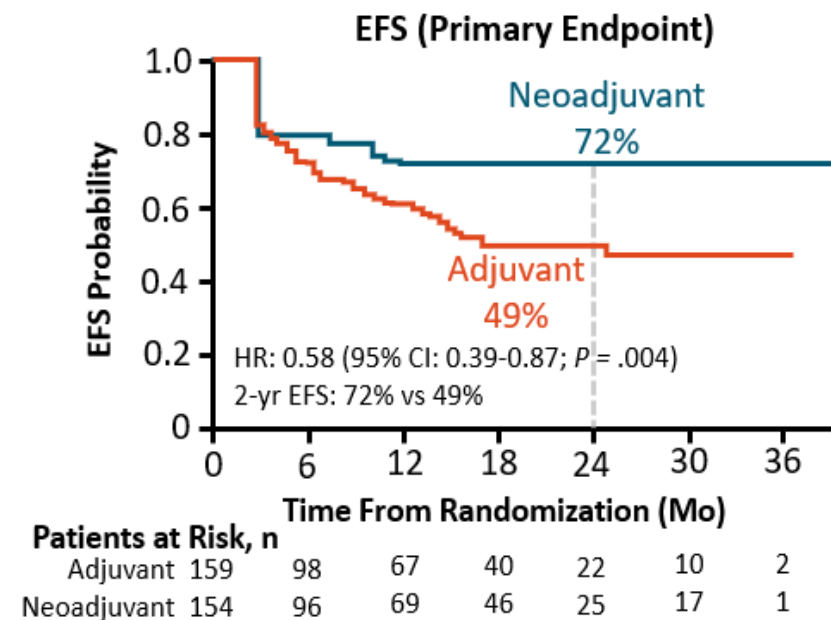 EFS (Primary Endpoint)
1.0
0.8
0.6
0.4
0.2
0
EFS Probability
Neoadjuvant
72%
Adjuvant
49%
HR: 0.58 (95% CI: 0.39-0.87; P = .004)
2-yr EFS: 72% vs 49%
0 6 12 18 24 30 36
Time From Randomization (Mo)
Patients at Risk, n
Adjuvant 159 98 67 40 22 10 2
Neoadjuvant 154 96 69 46 25 17 1